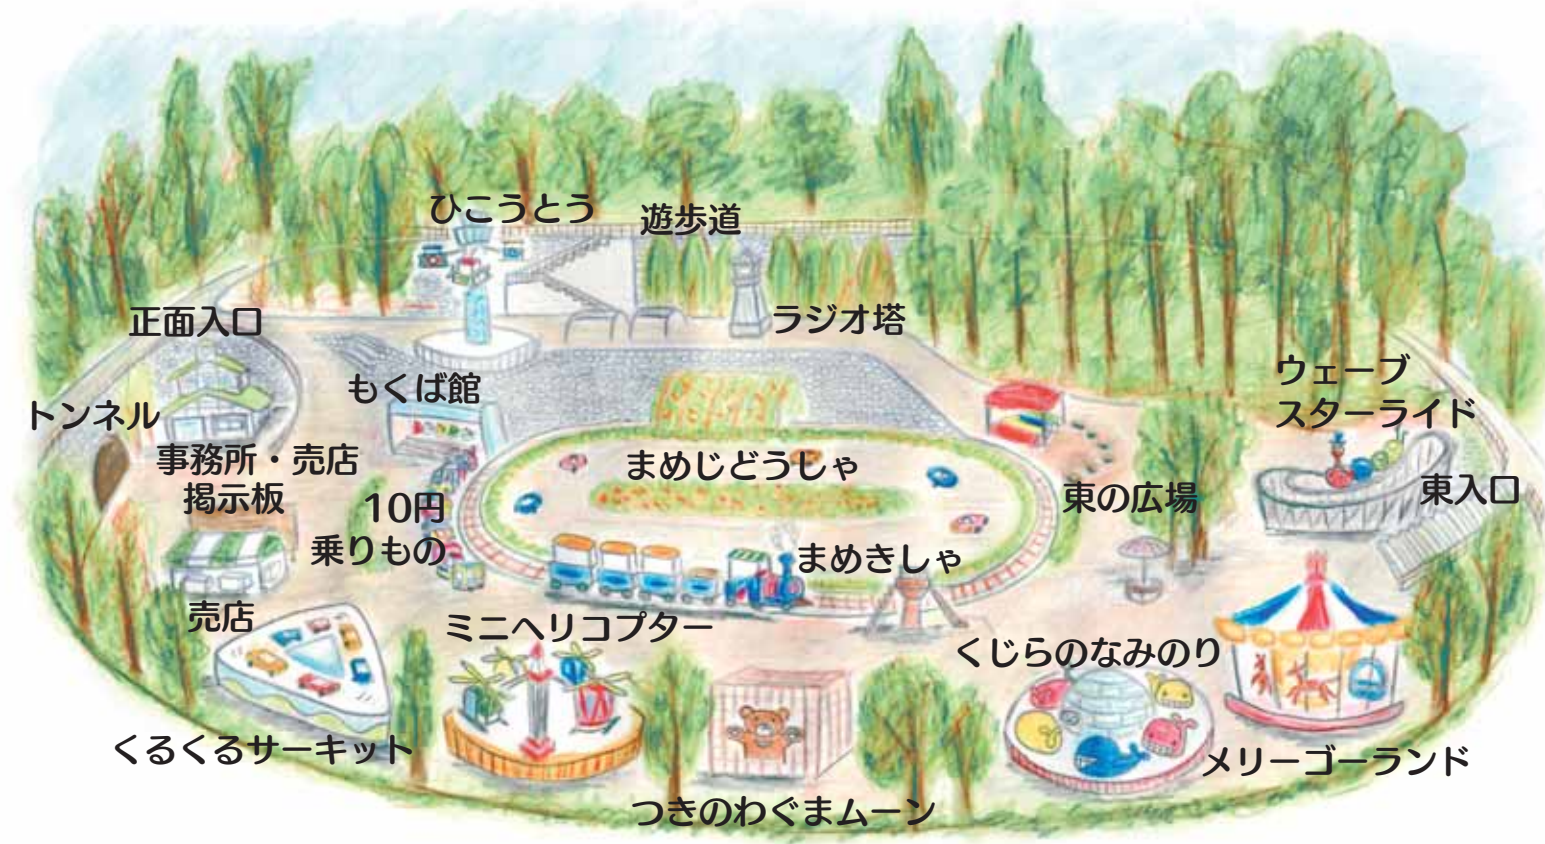 ひこうとう
遊歩道
正面入口
ラジオ塔
もくば館
ウェーブ
スターライド
トンネル
事務所・売店
掲示板
まめじどうしゃ
10円
乗りもの
東の広場
東入口
まめきしゃ
売店
ミニヘリコプター
くじらのなみのり
くるくるサーキット
メリーゴーランド
つきのわぐまムーン